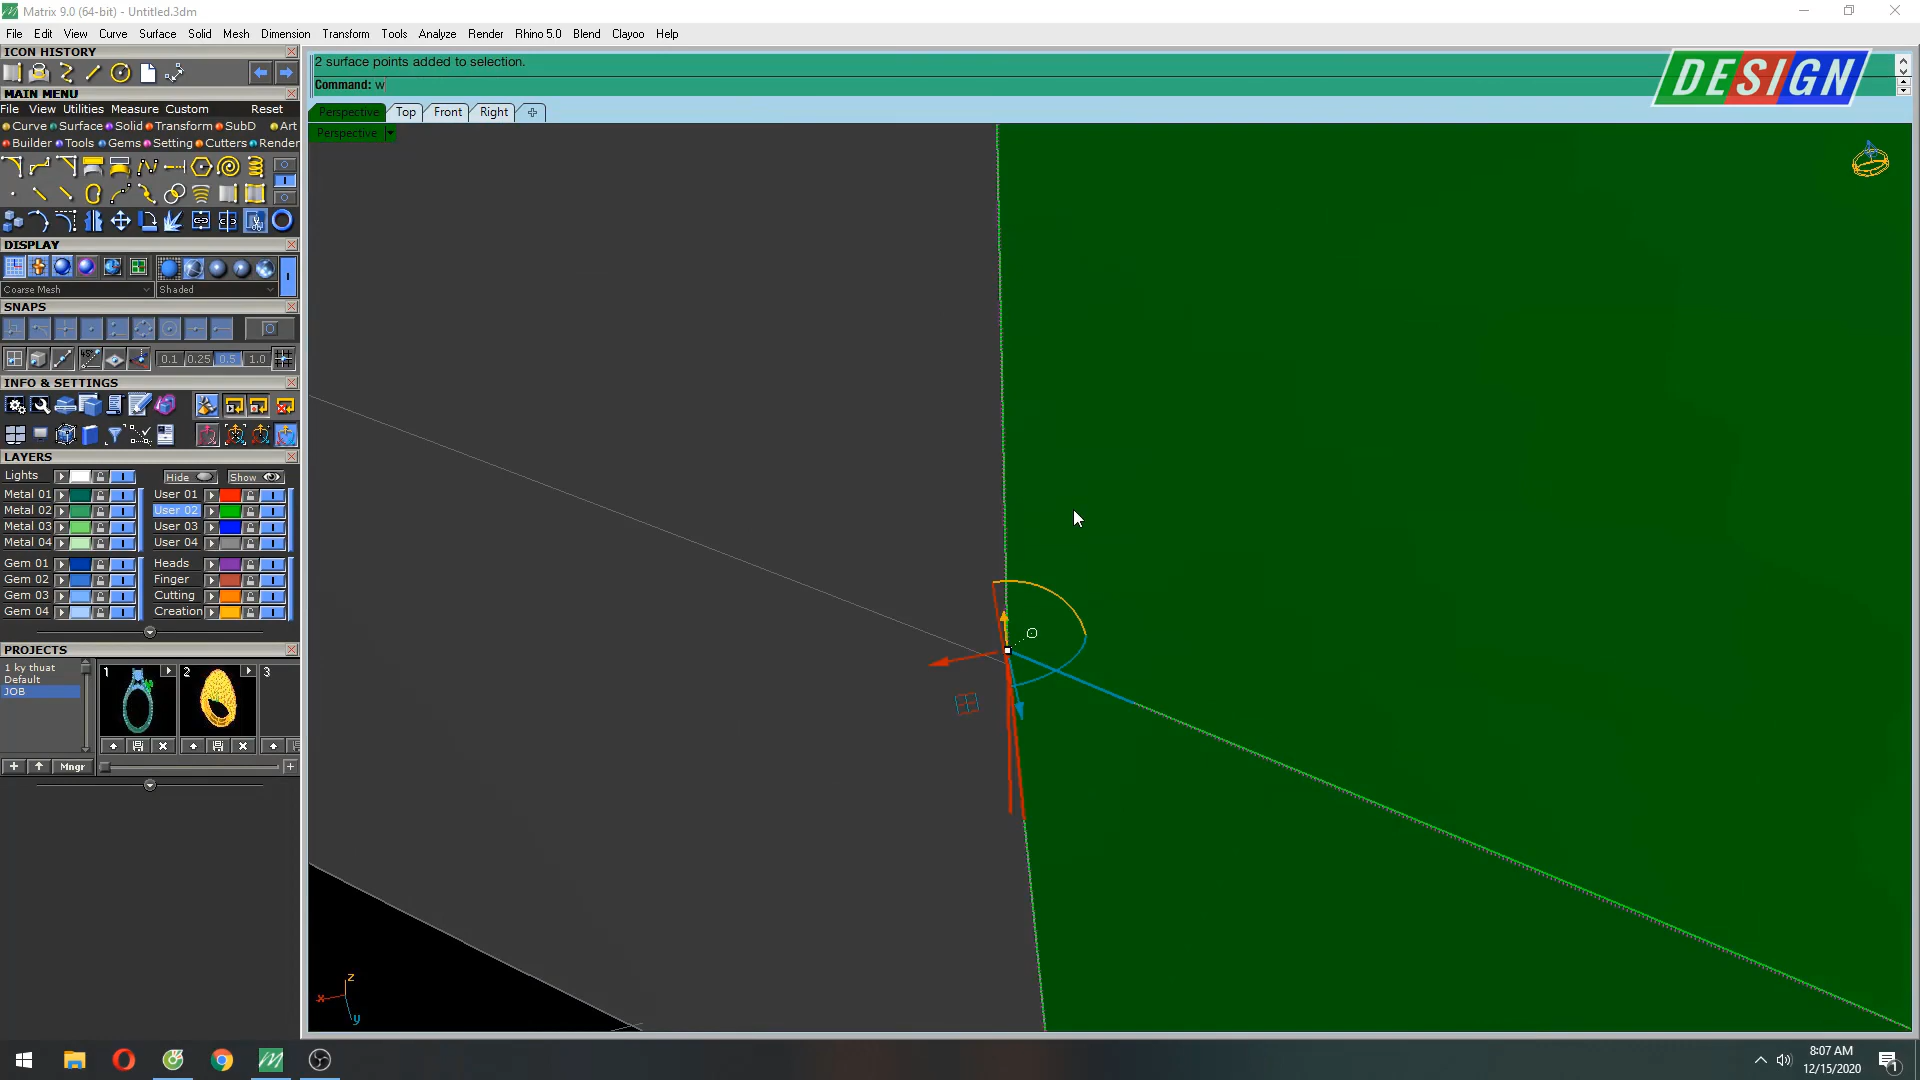 Matrix 9.0 (64-bit) - Untitled.3dm
File Edit View Curve Surface Solid Mesh Dimension Transform Tools Analyze Render Rhino 5.0 Blend Clayoo Help
ICON HISTORY
2 surface points added to selection.
Command: w
DESIGN
MAIN MENU
File View Utilities Measure Custom Reset
Perspective Top Front Right
Curve Surface Solid Transform SubD Art
Perspective
Builder Tools Gems Setting Cutters Render
DISPLAY
Coarse Mesh Shaded
SNAPS
45° 0.1 0.25 0.5 1.0
INFO & SETTINGS
LAYERS
Lights Hide Show
Metal 01 User 01
Metal 02 User 02
Metal 03 User 03
Metal 04 User 04
Gem 01 Heads
Gem 02 Finger
Gem 03 Cutting
Gem 04 Creation
PROJECTS
1 ky thuat
Default
JOB
1 2 3
Mngr
z
x
y
8:07 AM
12/15/2020
1